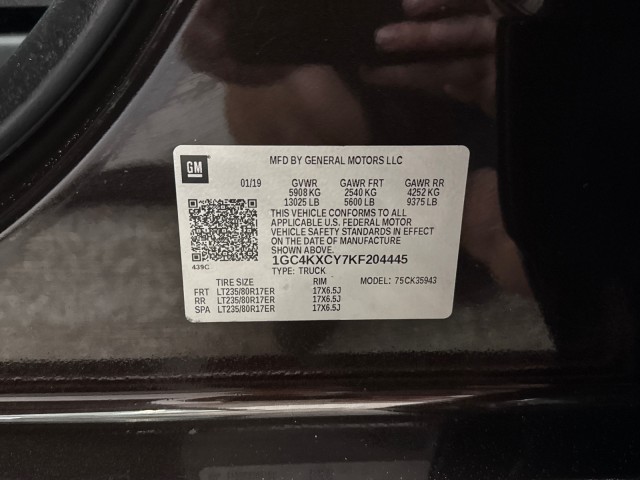 GM
MFD BY GENERAL MOTORS LLC
01/19 GVWR GAWR FRT GAWR RR
5908 KG 2540 KG 4252 KG
13025 LB 5600 LB 9375 LB
THIS VEHICLE CONFORMS TO ALL
APPLICABLE U.S. FEDERAL MOTOR
VEHICLE SAFETY STANDARDS IN EFFECT
ON THE DATE OF MANUFACTURE
SHOWN ABOVE.
439C 1GC4KXCY7KF204445
TYPE: TRUCK MODEL: 75CK35943
TIRE SIZE RIM
FRT LT235/80R17ER 17X6.5J
RR LT235/80R17ER 17X6.5J
SPA LT235/80R17ER 17X6.5J